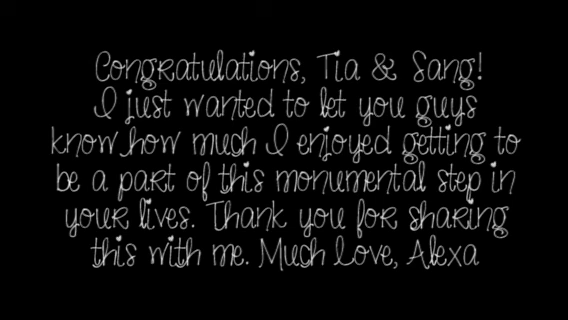 Congratulations, Tia & Sang!
I just wanted to let you guys
know how much I enjoyed getting to
be a part of this monumental step in
your lives. Thank you for sharing
this with me. Much Love, Alexa